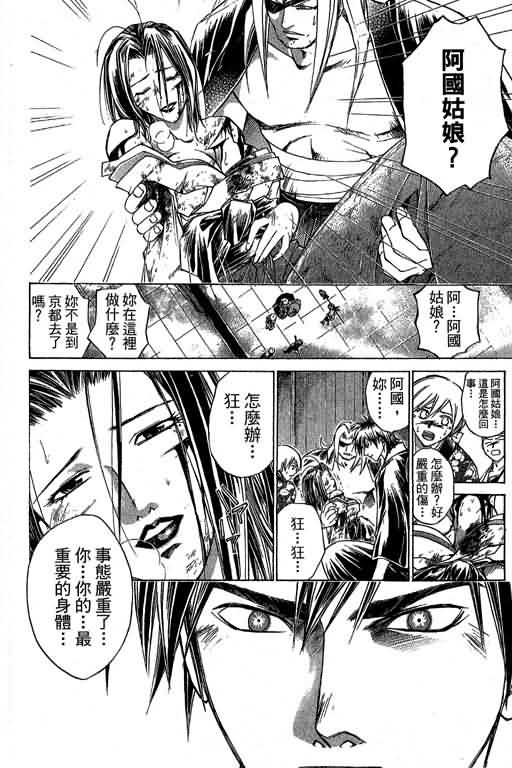 阿國姑娘？
阿…阿國
姑娘？
妳在這裡
做什麼？
妳不是到
京都去了
嗎？
阿國姑娘…
這是怎麼回
事…
怎麼辦？好
嚴重的傷…
阿國，
妳…
狂…狂…
怎麼辦…
狂…
事態嚴重了…
你…你的…最
重要的身體…